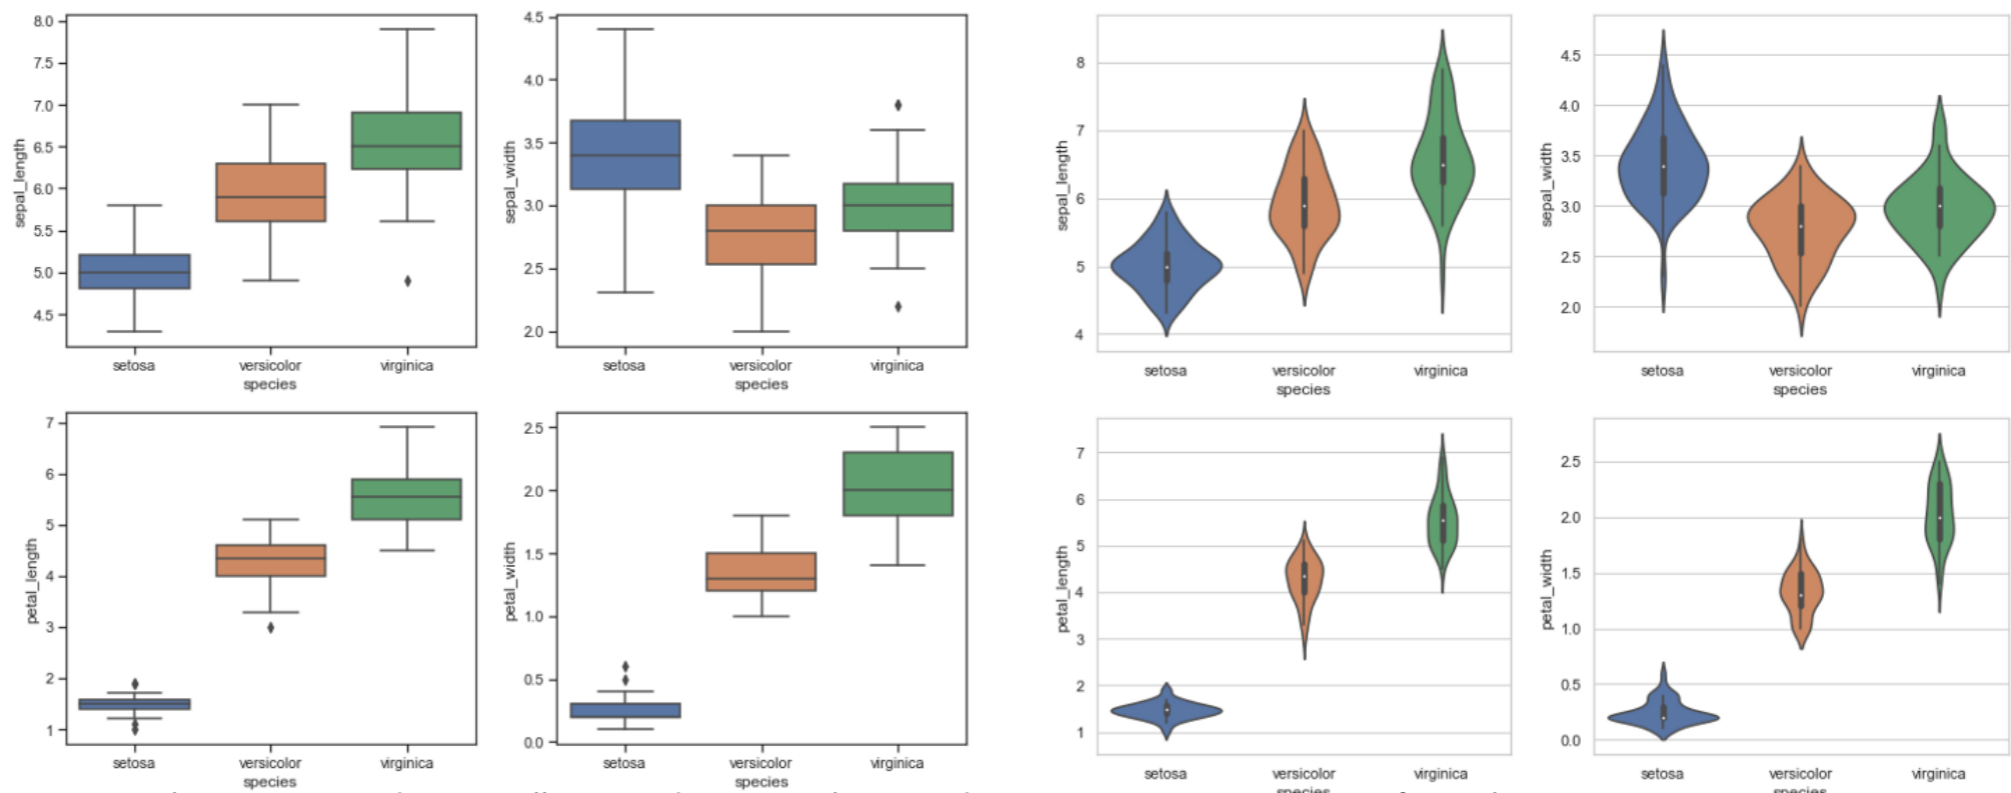 8.0
7.5
7.0
6.5
6.0
5.5
5.0
4.5
sepal_length
setosa versicolor virginica
species
4.5
4.0
3.5
3.0
2.5
2.0
sepal_width
setosa versicolor virginica
species
8
7
6
5
4
sepal_length
setosa versicolor virginica
species
4.5
4.0
3.5
3.0
2.5
2.0
sepal_width
setosa versicolor virginica
species
7
6
5
4
3
2
1
petal_length
setosa versicolor virginica
species
2.5
2.0
1.5
1.0
0.5
0.0
petal_width
setosa versicolor virginica
species
7
6
5
4
3
2
1
petal_length
setosa versicolor virginica
species
2.5
2.0
1.5
1.0
0.5
0.0
petal_width
setosa versicolor virginica
species